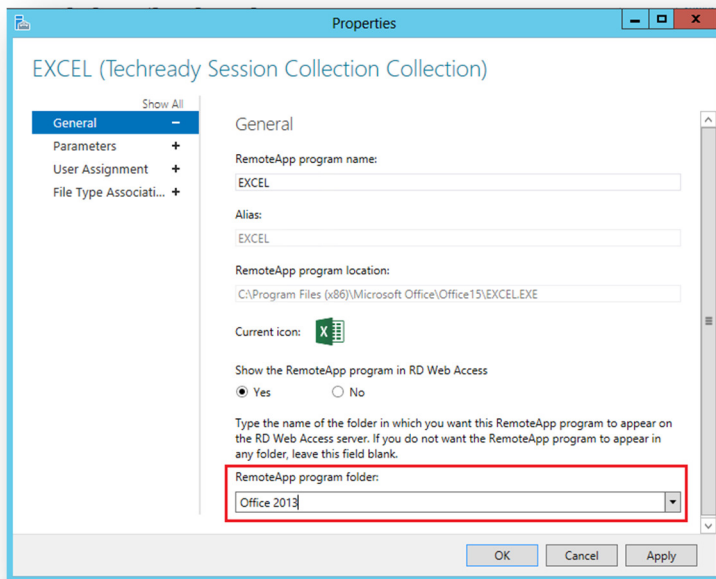 Properties
EXCEL (Techready Session Collection Collection)
Show All
General −
Parameters +
User Assignment +
File Type Associati... +
General
RemoteApp program name:
EXCEL
Alias:
EXCEL
RemoteApp program location:
C:\Program Files (x86)\Microsoft Office\Office15\EXCEL.EXE
Current icon:
Show the RemoteApp program in RD Web Access
Yes No
Type the name of the folder in which you want this RemoteApp program to appear on
the RD Web Access server. If you do not want the RemoteApp program to appear in
any folder, leave this field blank.
RemoteApp program folder:
Office 2013
OK Cancel Apply